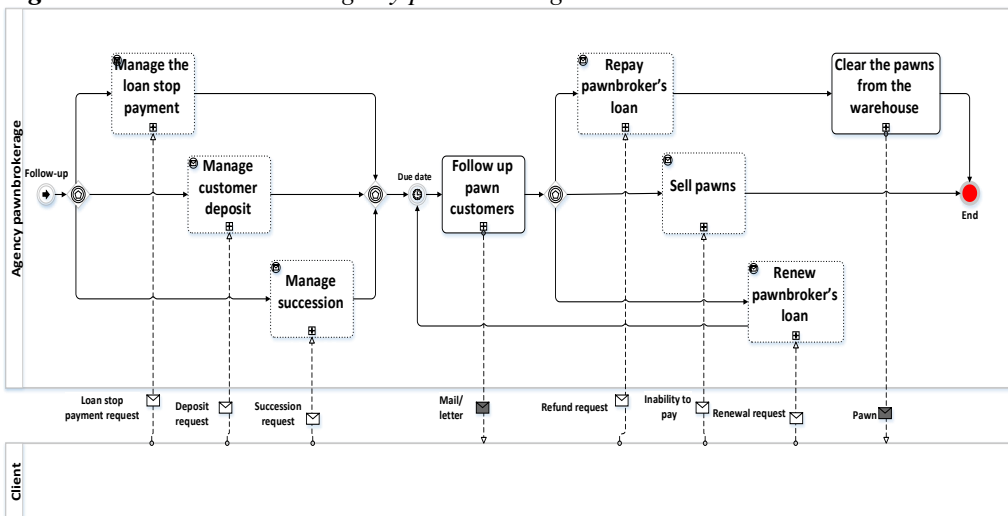 Agency pawnbrokerage
Follow-up
Manage the
loan stop
payment
Manage
customer
deposit
Manage
succession
Due date
Follow up
pawn
customers
Repay
pawnbroker's
loan
Sell pawns
Renew
pawnbroker's
loan
Clear the pawns
from the
warehouse
End
Loan stop
payment request
Deposit
request
Succession
request
Mail/
letter
Refund request
Inability to
pay
Renewal request
Pawn
Client